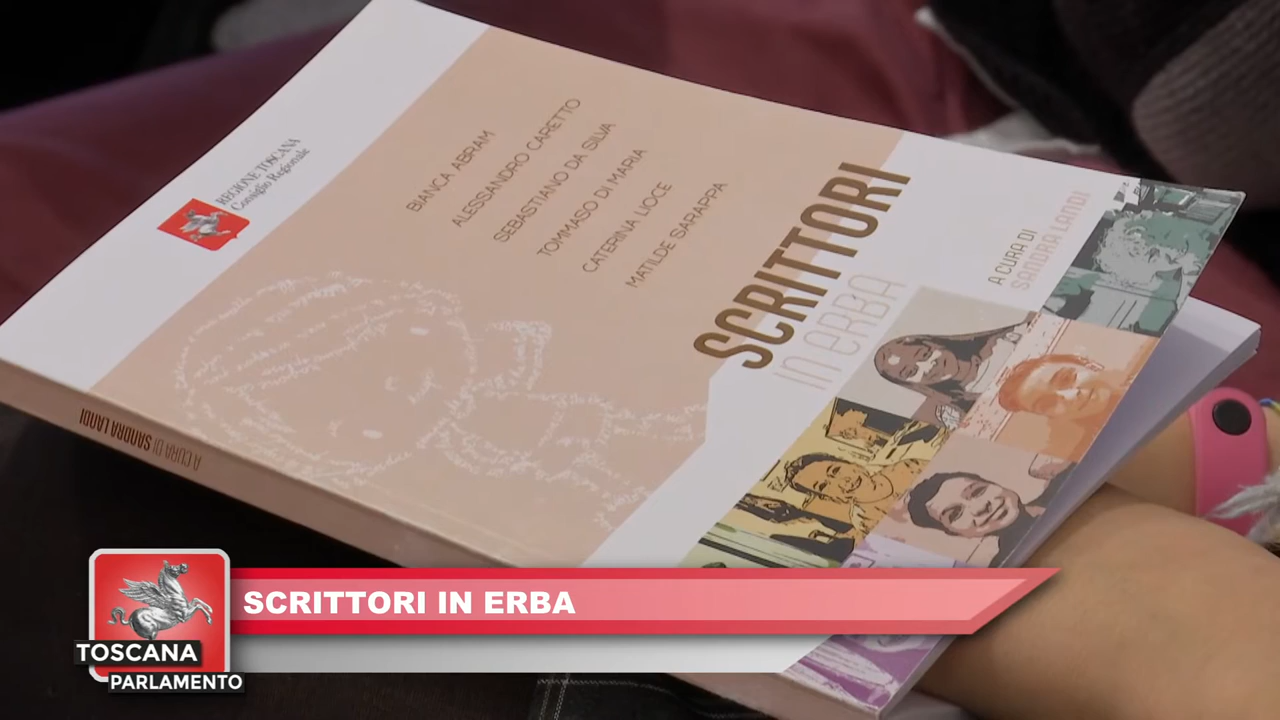 REGIONE TOSCANA
Consiglio Regionale
BIANCA ABRAM
ALESSANDRO CARETTO
SEBASTIANO DA SILVA
TOMMASO DI MARIA
CATERINA LIOCE
MATILDE SARAPPA
SCRITTORI
IN ERBA
A CURA DI
SANDRA LANDI
A CURA DI SANDRA LANDI
SCRITTORI IN ERBA
TOSCANA
PARLAMENTO